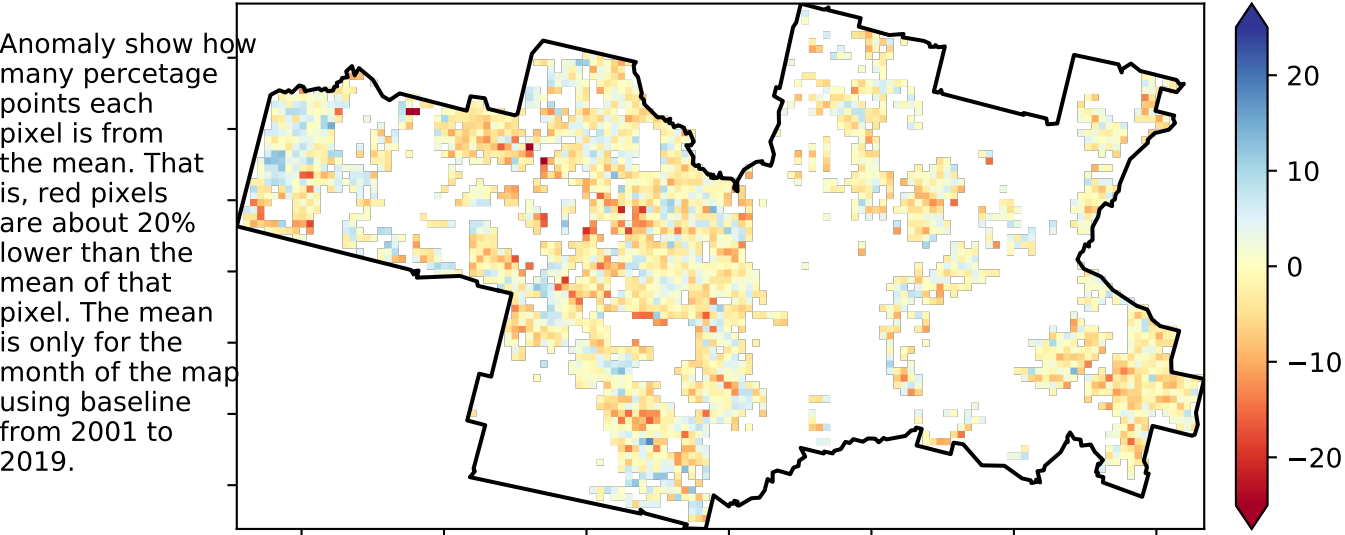 Anomaly show how
many percetage
points each
pixel is from
the mean. That
is, red pixels
are about 20%
lower than the
mean of that
pixel. The mean
is only for the
month of the map
using baseline
from 2001 to
2019.
20
10
0
−10
−20